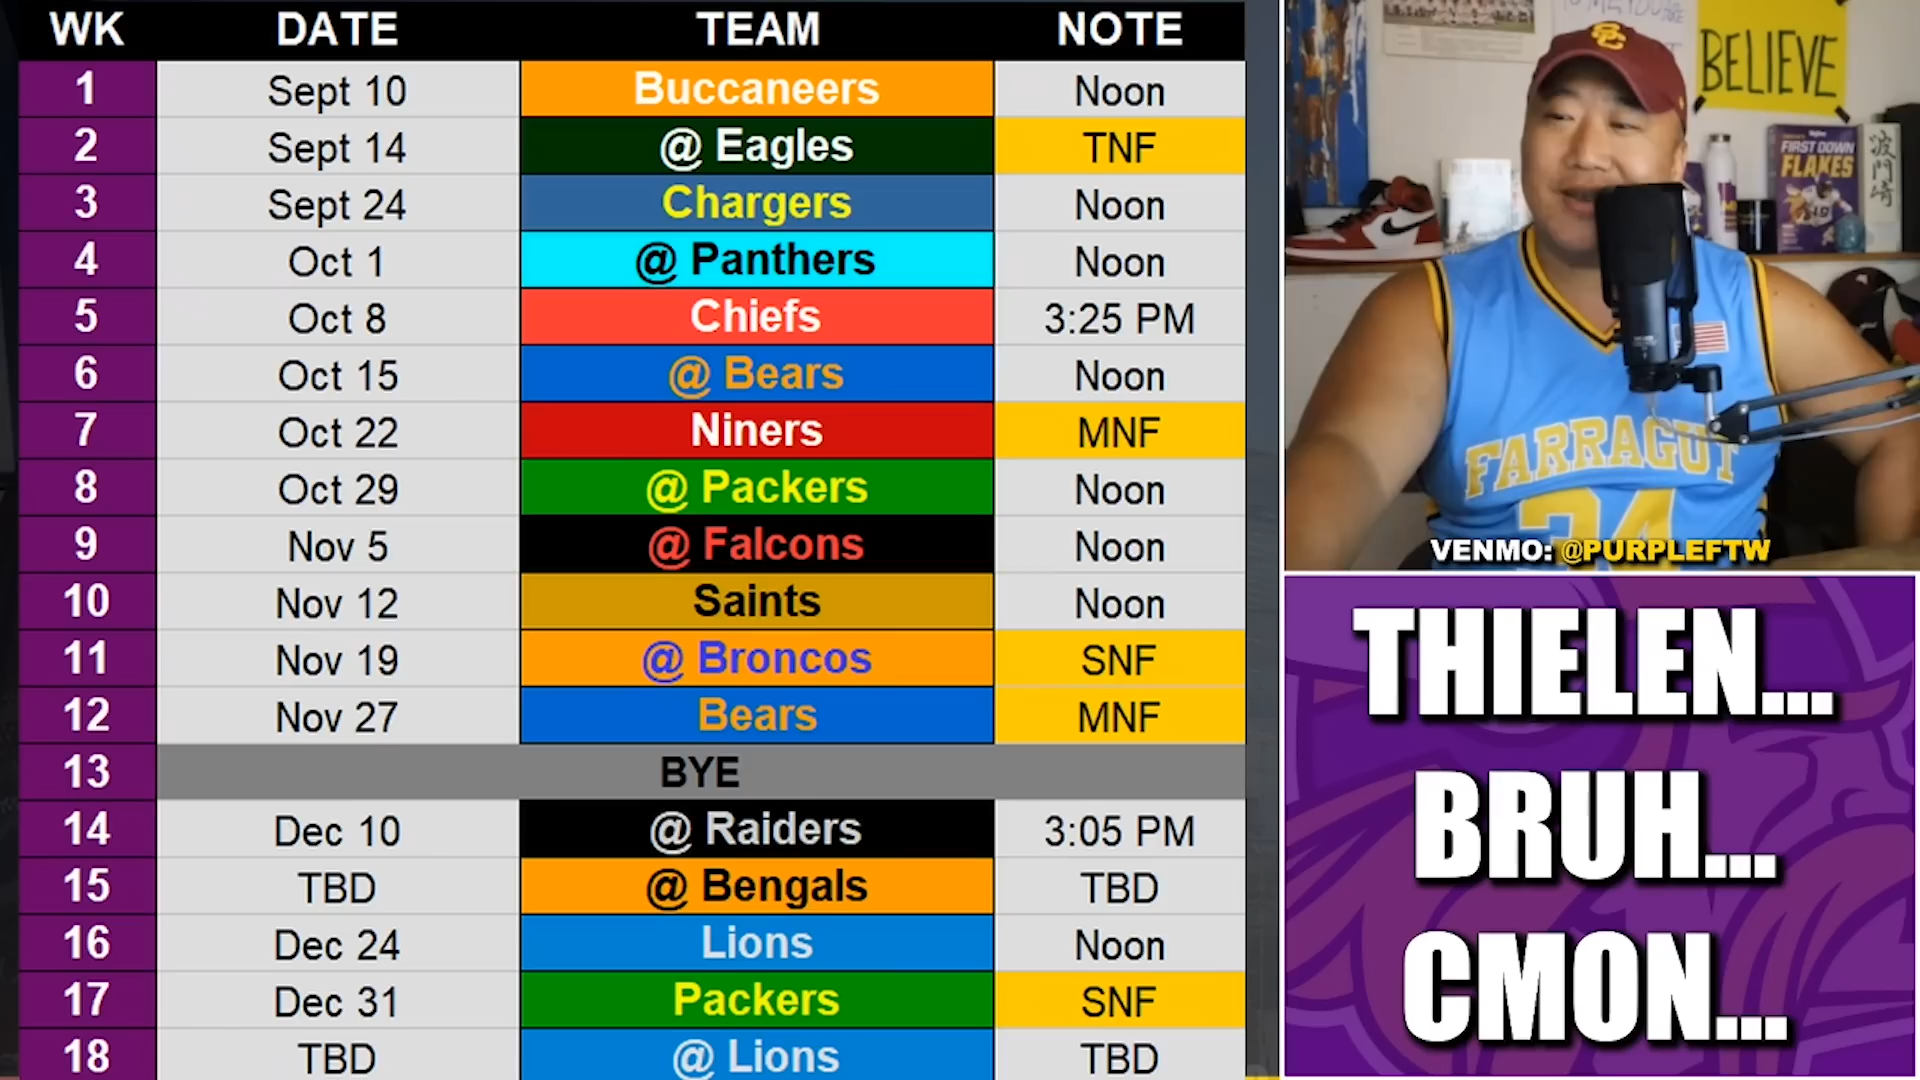 WK DATE TEAM NOTE
1 Sept 10 Buccaneers Noon
2 Sept 14 @ Eagles TNF
3 Sept 24 Chargers Noon
4 Oct 1 @ Panthers Noon
5 Oct 8 Chiefs 3:25 PM
6 Oct 15 @ Bears Noon
7 Oct 22 Niners MNF
8 Oct 29 @ Packers Noon
9 Nov 5 @ Falcons Noon
10 Nov 12 Saints Noon
11 Nov 19 @ Broncos SNF
12 Nov 27 Bears MNF
13 BYE
14 Dec 10 @ Raiders 3:05 PM
15 TBD @ Bengals TBD
16 Dec 24 Lions Noon
17 Dec 31 Packers SNF
18 TBD @ Lions TBD
BELIEVE
SC
FIRST DOWN
FLAKES
波
門
崎
FARRAGUT
34
VENMO: @PURPLEFTW
THIELEN...
BRUH...
CMON...